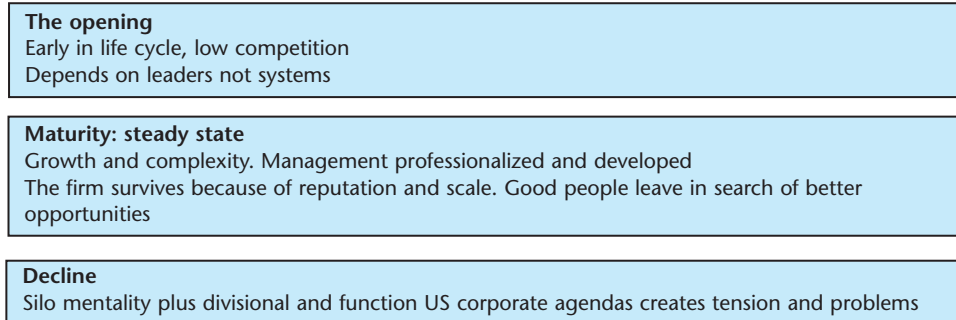 The opening
Early in life cycle, low competition
Depends on leaders not systems
Maturity: steady state
Growth and complexity. Management professionalized and developed
The firm survives because of reputation and scale. Good people leave in search of better
opportunities
Decline
Silo mentality plus divisional and function US corporate agendas creates tension and problems